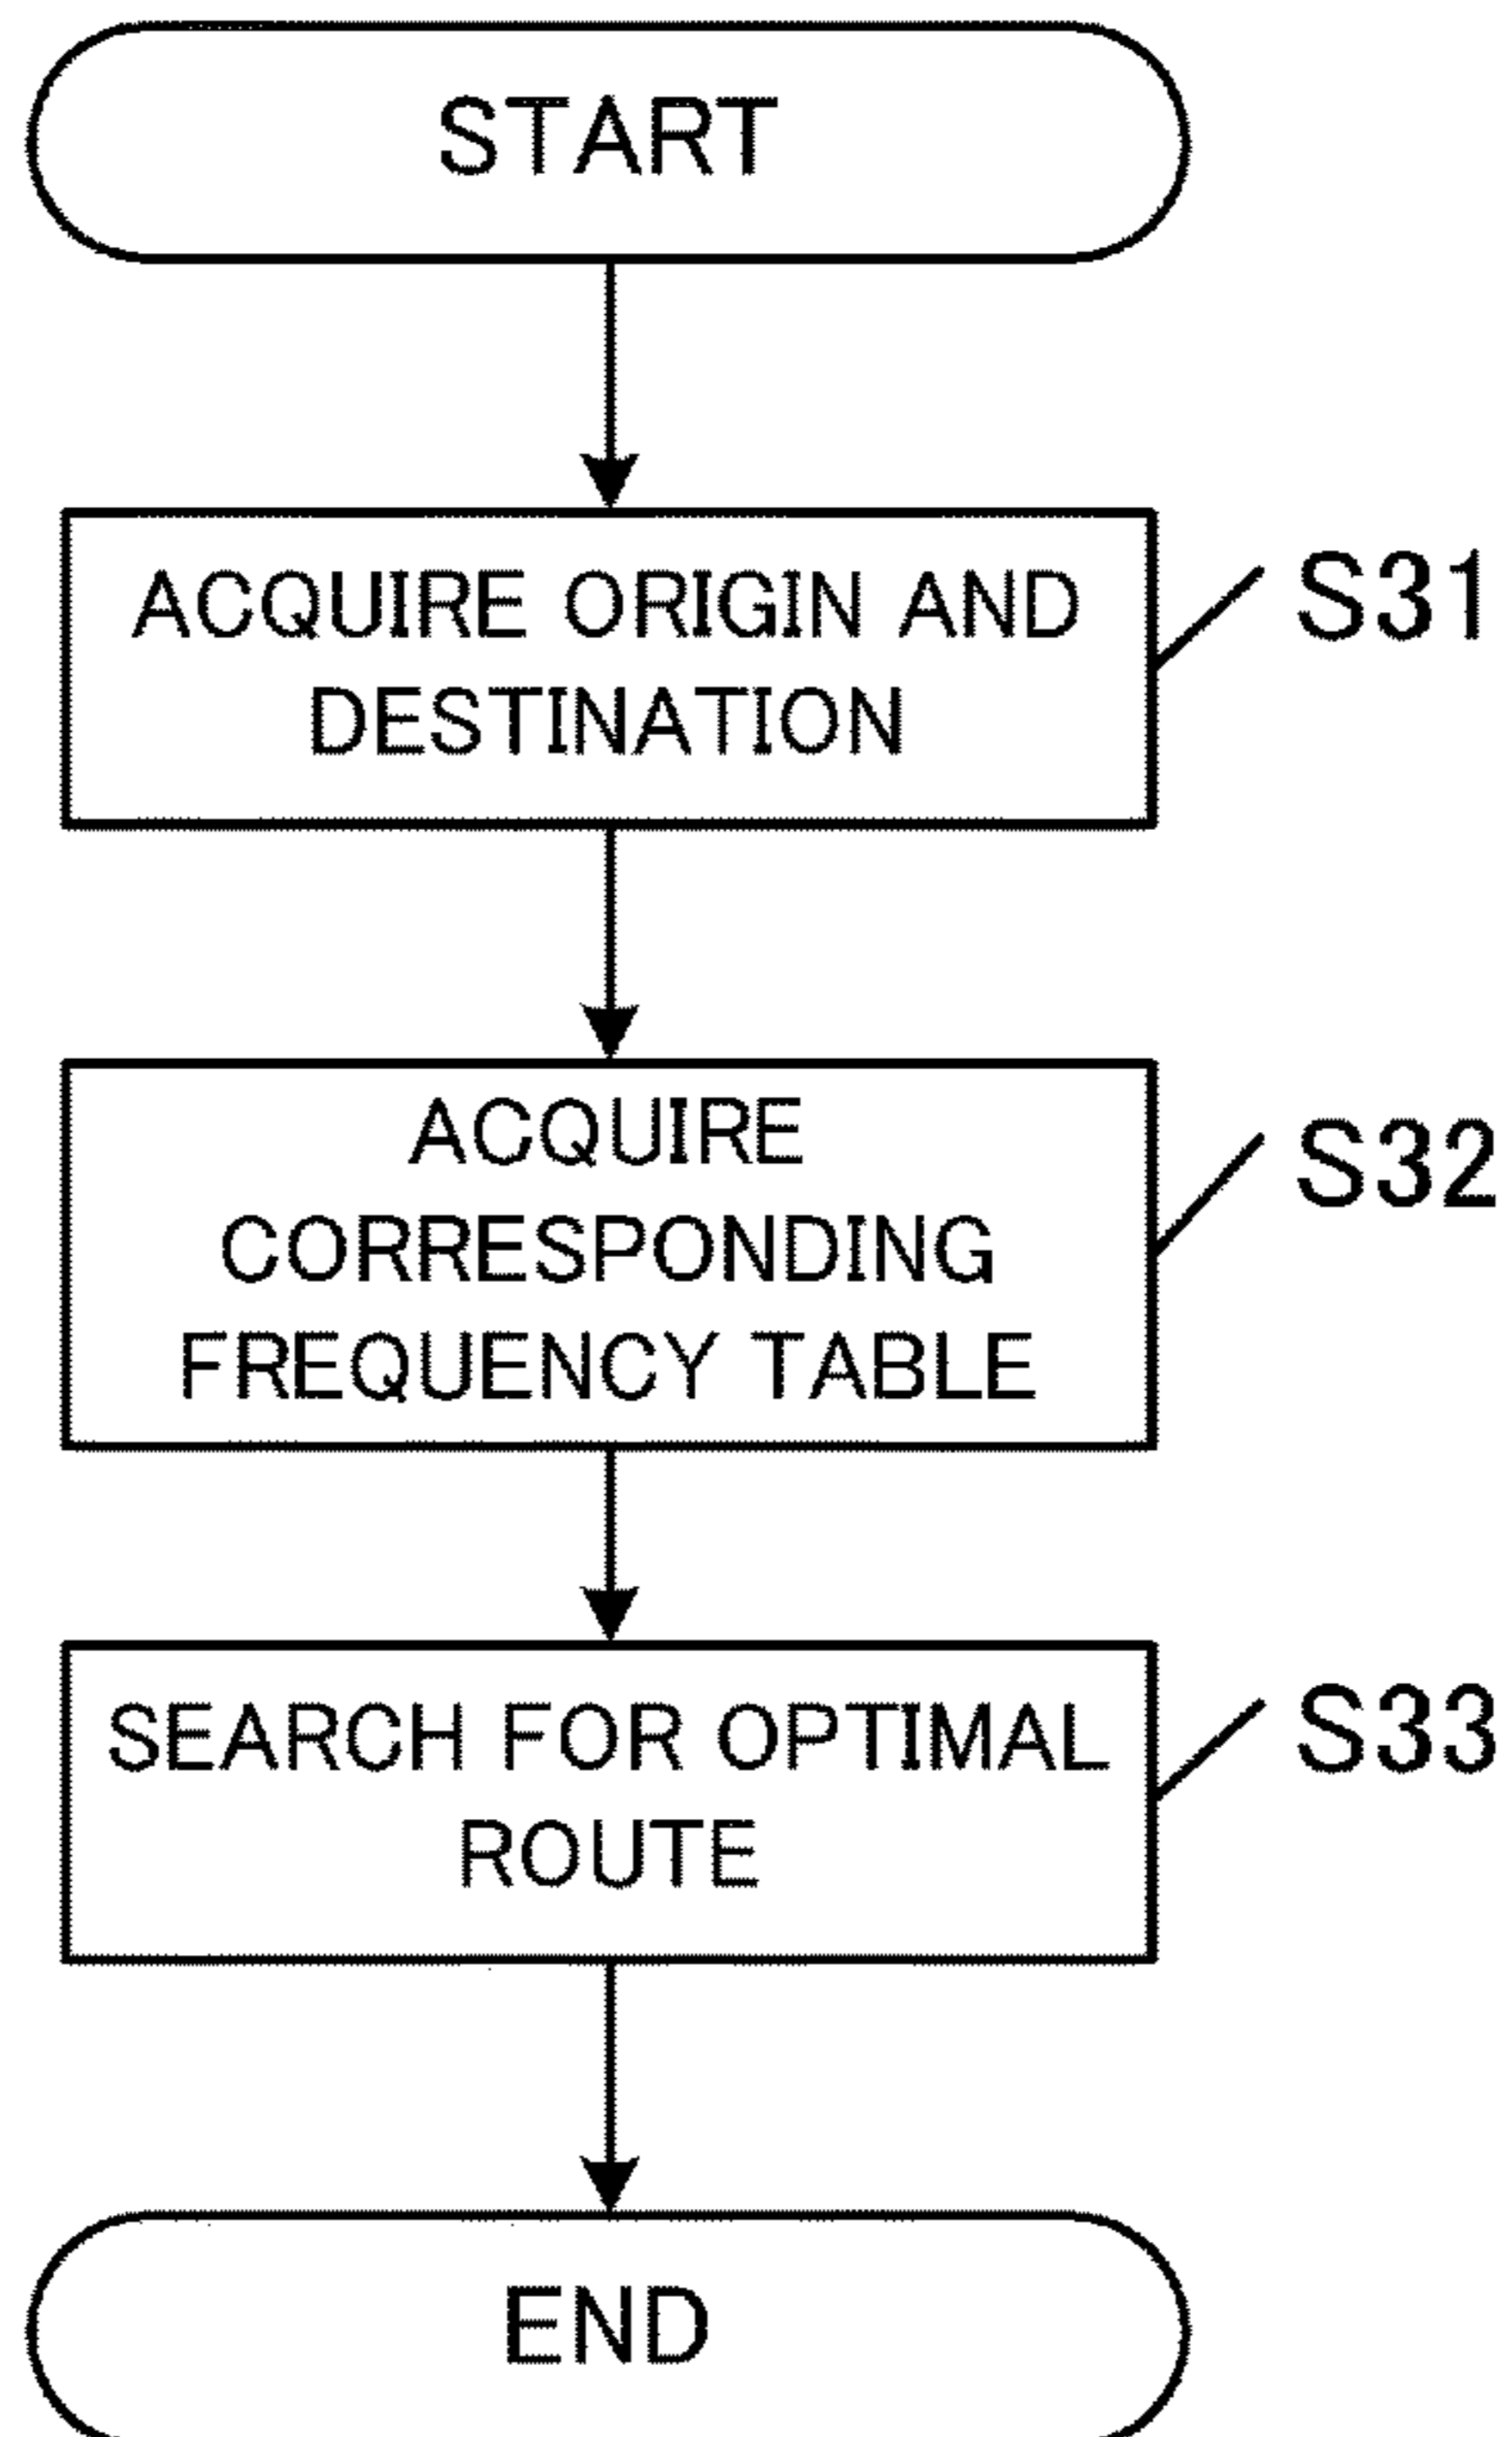 START
ACQUIRE ORIGIN AND
DESTINATION
S31
ACQUIRE
CORRESPONDING
FREQUENCY TABLE
S32
SEARCH FOR OPTIMAL
ROUTE
S33
END